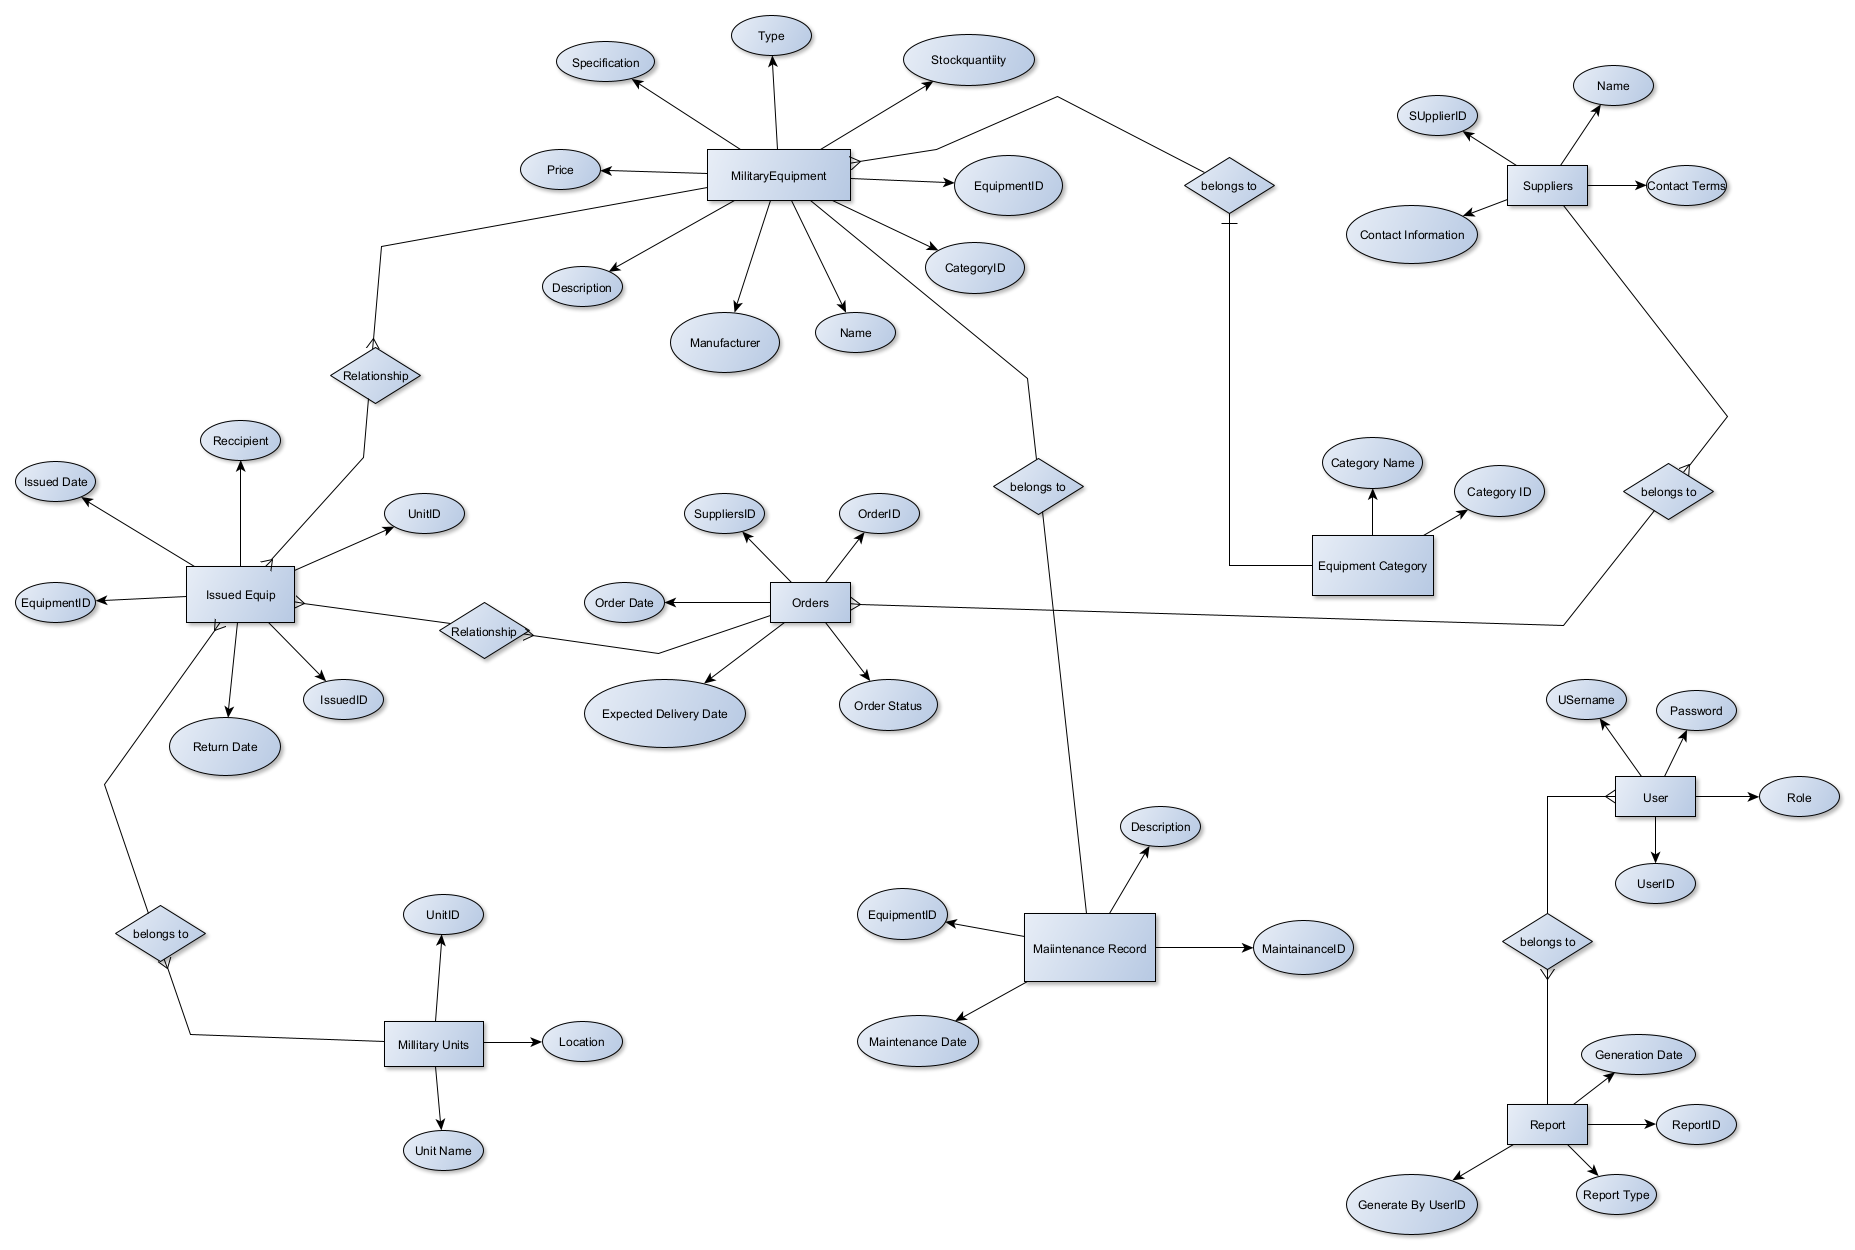 Type
Specification
Stockquantiity
Name
SUpplierID
Price
MilitaryEquipment
EquipmentID
belongs to
Suppliers
Contact Terms
Contact Information
CategoryID
Description
Manufacturer
Name
Relationship
Reccipient
Issued Date
UnitID
Category Name
Category ID
belongs to
belongs to
SuppliersID
OrderID
Equipment Category
Issued Equip
EquipmentID
Order Date
Orders
Relationship
IssuedID
Return Date
Expected Delivery Date
Order Status
USername
Password
User
Role
Description
UserID
UnitID
EquipmentID
belongs to
belongs to
Maiintenance Record
MaintainanceID
Millitary Units
Location
Maintenance Date
Generation Date
Report
ReportID
Unit Name
Report Type
Generate By UserID